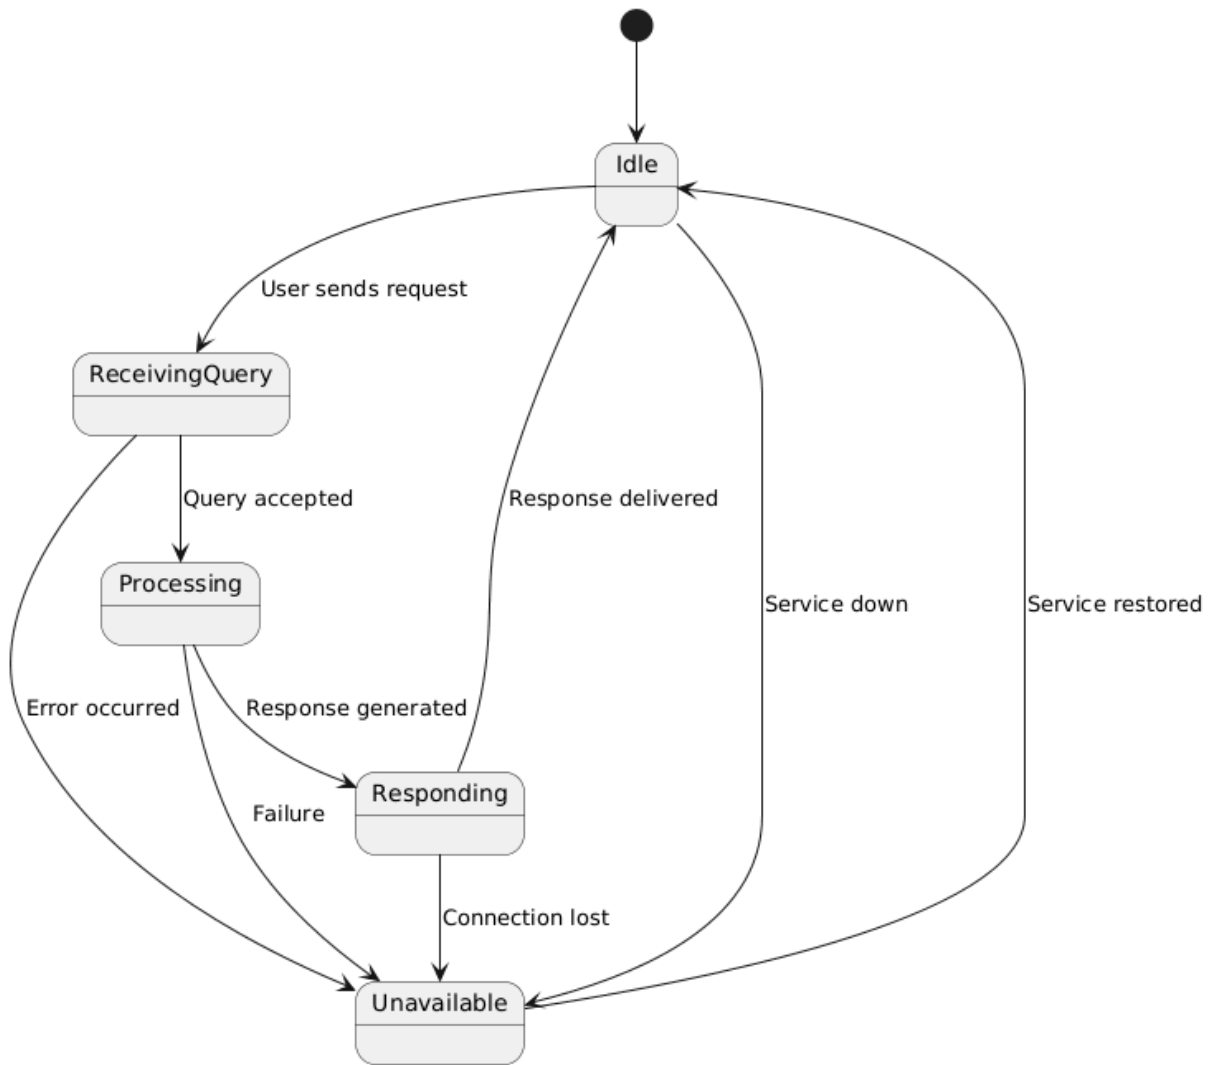 Idle
User sends request
ReceivingQuery
Query accepted
Response delivered
Processing
Service down
Service restored
Error occurred
Response generated
Responding
Failure
Connection lost
Unavailable